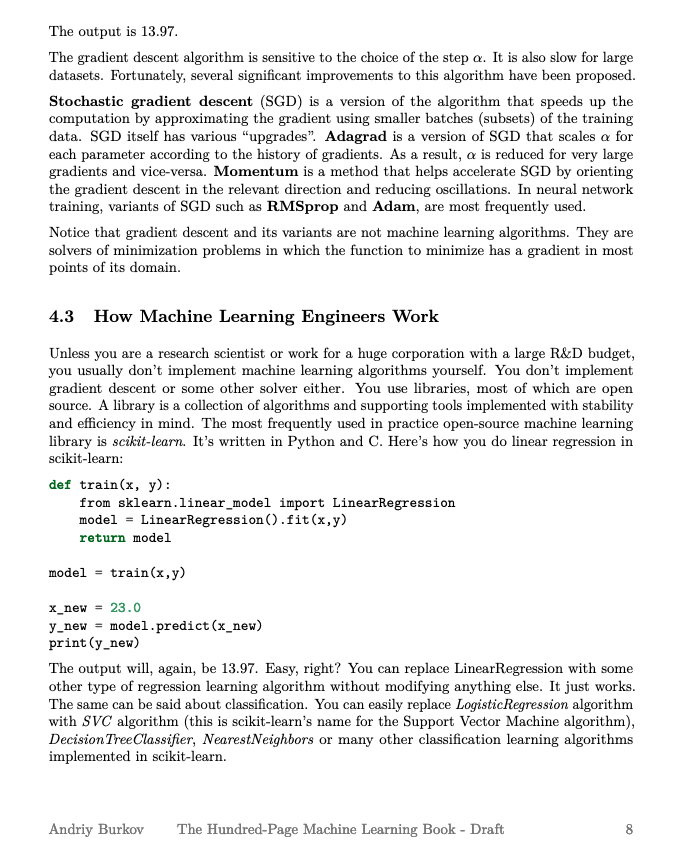 The output is 13.97.
The gradient descent algorithm is sensitive to the choice of the step α. It is also slow for large
datasets. Fortunately, several significant improvements to this algorithm have been proposed.
Stochastic gradient descent (SGD) is a version of the algorithm that speeds up the
computation by approximating the gradient using smaller batches (subsets) of the training
data. SGD itself has various “upgrades”. Adagrad is a version of SGD that scales α for
each parameter according to the history of gradients. As a result, α is reduced for very large
gradients and vice-versa. Momentum is a method that helps accelerate SGD by orienting
the gradient descent in the relevant direction and reducing oscillations. In neural network
training, variants of SGD such as RMSprop and Adam, are most frequently used.
Notice that gradient descent and its variants are not machine learning algorithms. They are
solvers of minimization problems in which the function to minimize has a gradient in most
points of its domain.
4.3 How Machine Learning Engineers Work
Unless you are a research scientist or work for a huge corporation with a large R&D budget,
you usually don’t implement machine learning algorithms yourself. You don’t implement
gradient descent or some other solver either. You use libraries, most of which are open
source. A library is a collection of algorithms and supporting tools implemented with stability
and efficiency in mind. The most frequently used in practice open-source machine learning
library is scikit-learn. It’s written in Python and C. Here’s how you do linear regression in
scikit-learn:
def train(x, y):
    from sklearn.linear_model import LinearRegression
    model = LinearRegression().fit(x,y)
    return model
model = train(x,y)
x_new = 23.0
y_new = model.predict(x_new)
print(y_new)
The output will, again, be 13.97. Easy, right? You can replace LinearRegression with some
other type of regression learning algorithm without modifying anything else. It just works.
The same can be said about classification. You can easily replace LogisticRegression algorithm
with SVC algorithm (this is scikit-learn’s name for the Support Vector Machine algorithm),
DecisionTreeClassifier, NearestNeighbors or many other classification learning algorithms
implemented in scikit-learn.
Andriy Burkov The Hundred-Page Machine Learning Book - Draft 8